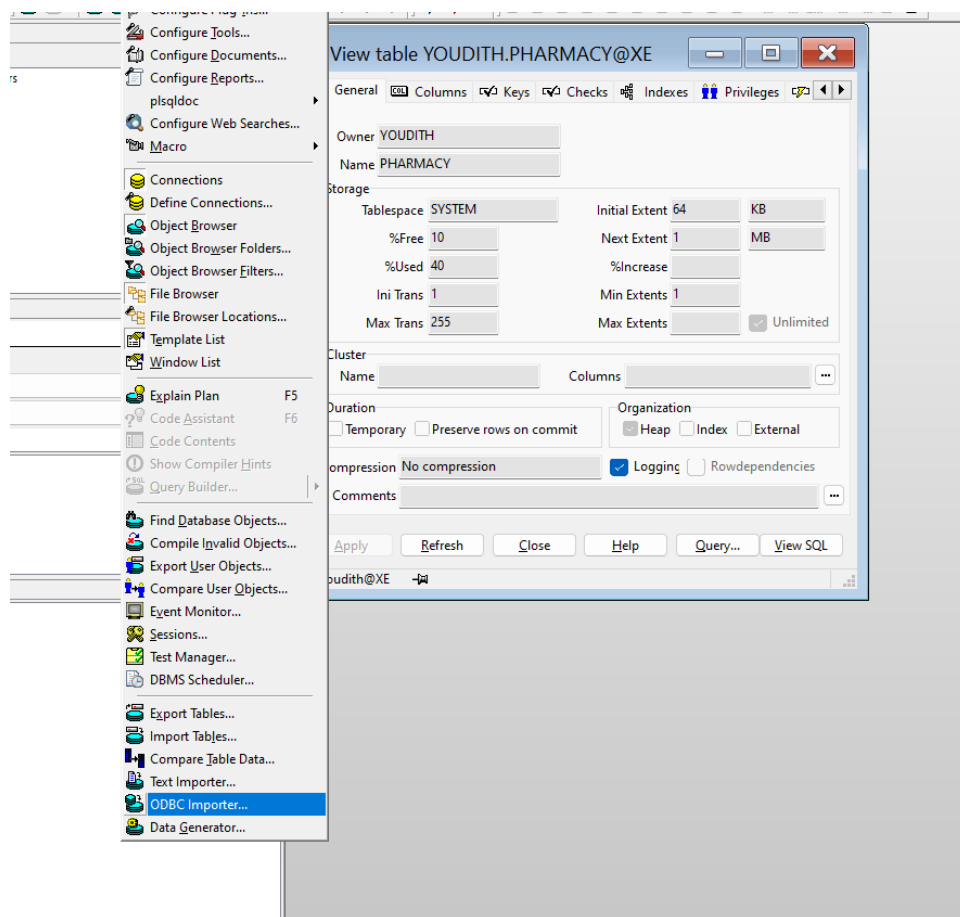 rs
Configure Tools...
Configure Documents...
Configure Reports...
plsqldoc
Configure Web Searches...
Macro
Connections
Define Connections...
Object Browser
Object Browser Folders...
Object Browser Filters...
File Browser
File Browser Locations...
Template List
Window List
Explain Plan F5
Code Assistant F6
Code Contents
Show Compiler Hints
Query Builder...
Find Database Objects...
Compile Invalid Objects...
Export User Objects...
Compare User Objects...
Event Monitor...
Sessions...
Test Manager...
DBMS Scheduler...
Export Tables...
Import Tables...
Compare Table Data...
Text Importer...
ODBC Importer...
Data Generator...
View table YOUDITH.PHARMACY@XE
General Columns Keys Checks Indexes Privileges
Owner YOUDITH
Name PHARMACY
Storage
Tablespace SYSTEM Initial Extent 64 KB
%Free 10 Next Extent 1 MB
%Used 40 %Increase
Ini Trans 1 Min Extents 1
Max Trans 255 Max Extents Unlimited
Cluster
Name Columns ...
Duration Organization
Temporary Preserve rows on commit Heap Index External
ompression No compression Logging Rowdependencies
Comments ...
Apply Refresh Close Help Query... View SQL
oudith@XE